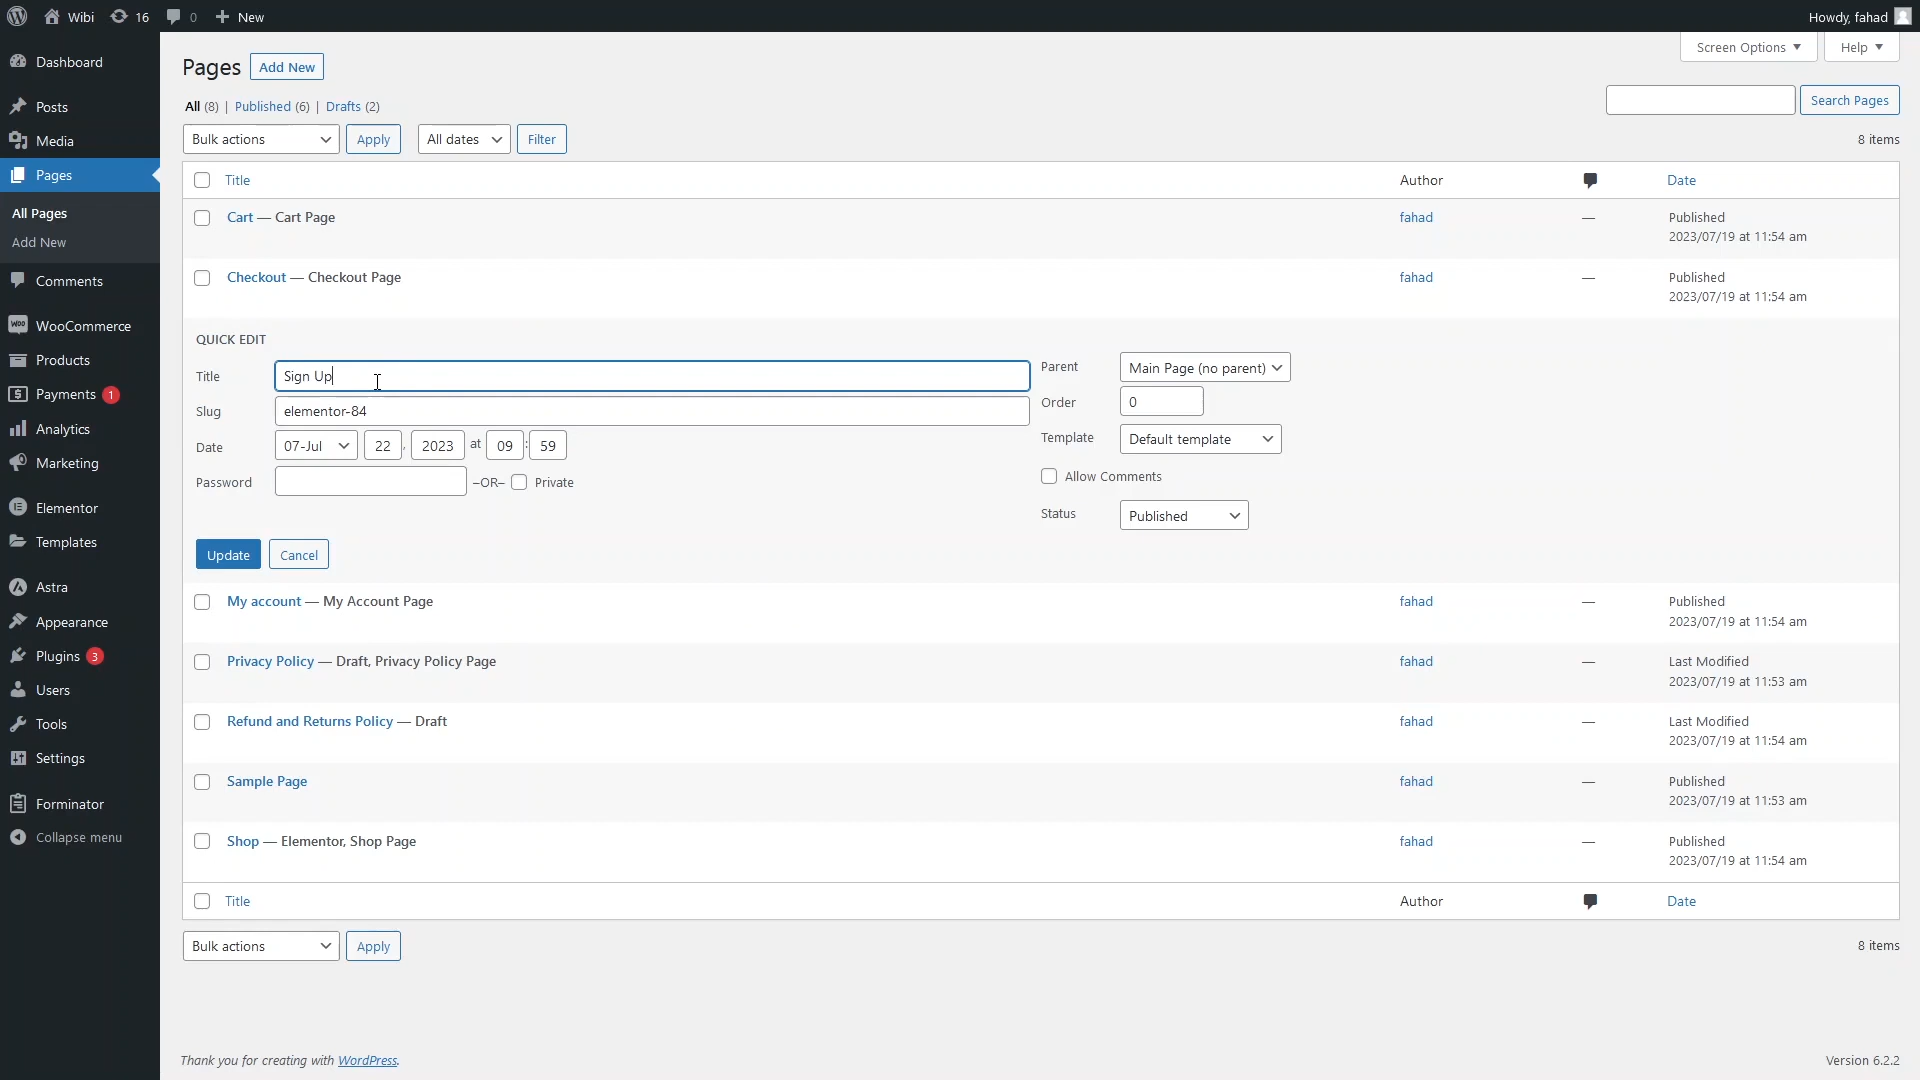 Wibi 16 0 New Howdy, fahad
Screen Options Help
Dashboard
Posts
Media
Pages
All Pages
Add New
Comments
WooCommerce
Products
Payments 1
Analytics
Marketing
Elementor
Templates
Astra
Appearance
Plugins 3
Users
Tools
Settings
Forminator
Collapse menu
Pages Add New
All (8) | Published (6) | Drafts (2)
Search Pages
Bulk actions Apply All dates Filter 8 items
Title Author Date
Cart — Cart Page fahad — Published
2023/07/19 at 11:54 am
Checkout — Checkout Page fahad — Published
2023/07/19 at 11:54 am
QUICK EDIT
Title Sign Up
Slug elementor-84
Date 07-Jul 22 , 2023 at 09 : 59
Password –OR– Private
Parent Main Page (no parent)
Order 0
Template Default template
Allow Comments
Status Published
Update Cancel
My account — My Account Page fahad — Published
2023/07/19 at 11:54 am
Privacy Policy — Draft, Privacy Policy Page fahad — Last Modified
2023/07/19 at 11:53 am
Refund and Returns Policy — Draft fahad — Last Modified
2023/07/19 at 11:54 am
Sample Page fahad — Published
2023/07/19 at 11:53 am
Shop — Elementor, Shop Page fahad — Published
2023/07/19 at 11:54 am
Title Author Date
Bulk actions Apply 8 items
Thank you for creating with WordPress. Version 6.2.2